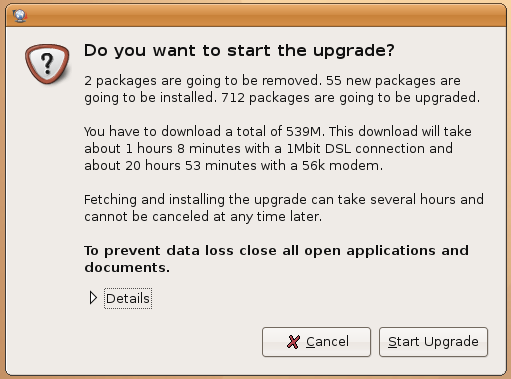 Do you want to start the upgrade?
2 packages are going to be removed. 55 new packages are
going to be installed. 712 packages are going to be upgraded.
You have to download a total of 539M. This download will take
about 1 hours 8 minutes with a 1Mbit DSL connection and
about 20 hours 53 minutes with a 56k modem.
Fetching and installing the upgrade can take several hours and
cannot be canceled at any time later.
To prevent data loss close all open applications and
documents.
Details
Cancel
Start Upgrade